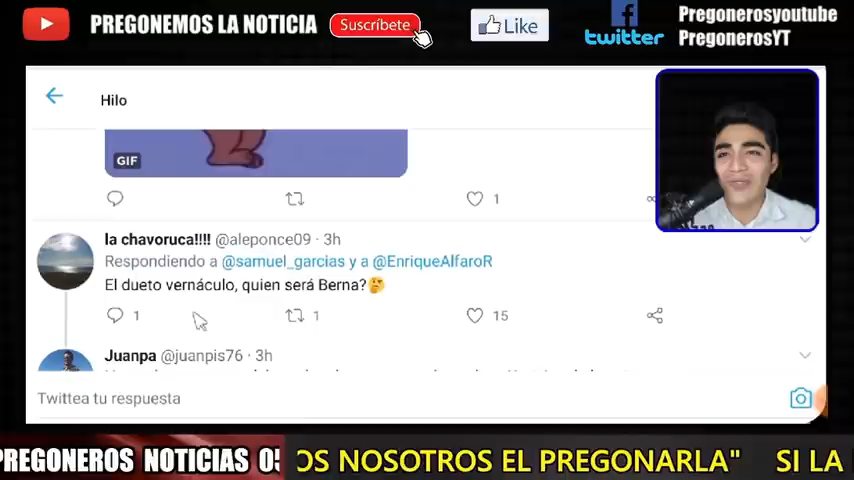 PREGONEMOS LA NOTICIA
Suscríbete
Like
twitter
Pregonerosyoutube
PregonerosYT
Hilo
GIF
1
la chavoruca!!!! @aleponce09 · 3h
Respondiendo a @samuel_garcias y a @EnriqueAlfaroR
El dueto vernáculo, quien será Berna?🤔
1 1 15
Juanpa @juanpis76 · 3h
Twittea tu respuesta
PREGONEROS NOTICIAS OS NOSOTROS EL PREGONARLA" SI LA